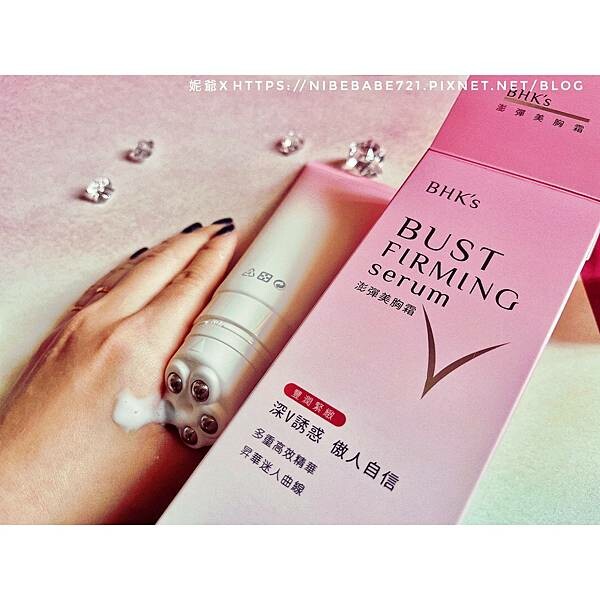 妮爺X HTTPS://NIBEBABE721.PIXNET.NET/BLOG
BHK's
澎彈美胸霜
BHK's
BUST
FIRMING
serum
澎彈美胸霜
豐潤緊緻
深V誘惑 傲人自信
多重高效精華
昇華迷人曲線